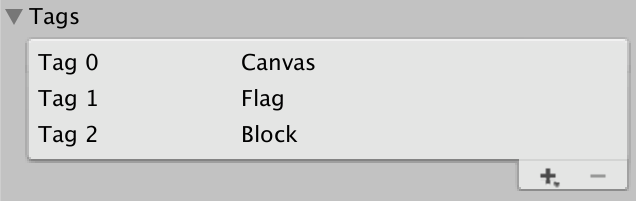 Tags
Tag 0 Canvas
Tag 1 Flag
Tag 2 Block